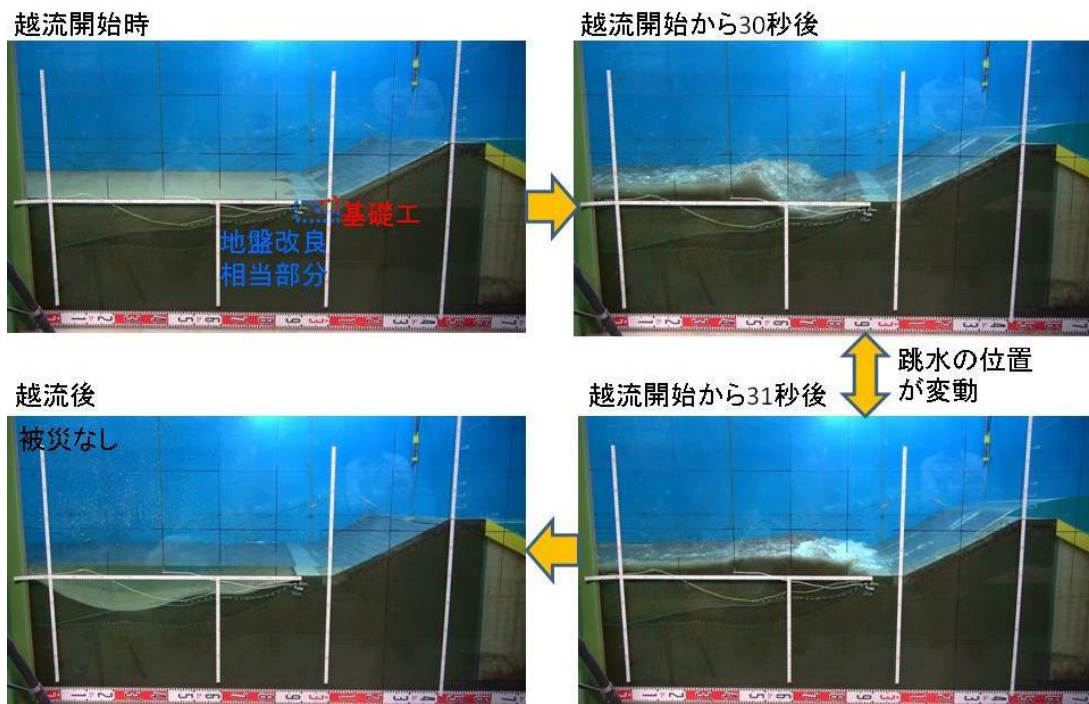 越流開始時
越流開始から30秒後
基礎工
地盤改良
相当部分
跳水の位置
が変動
越流後
越流開始から31秒後
被災なし